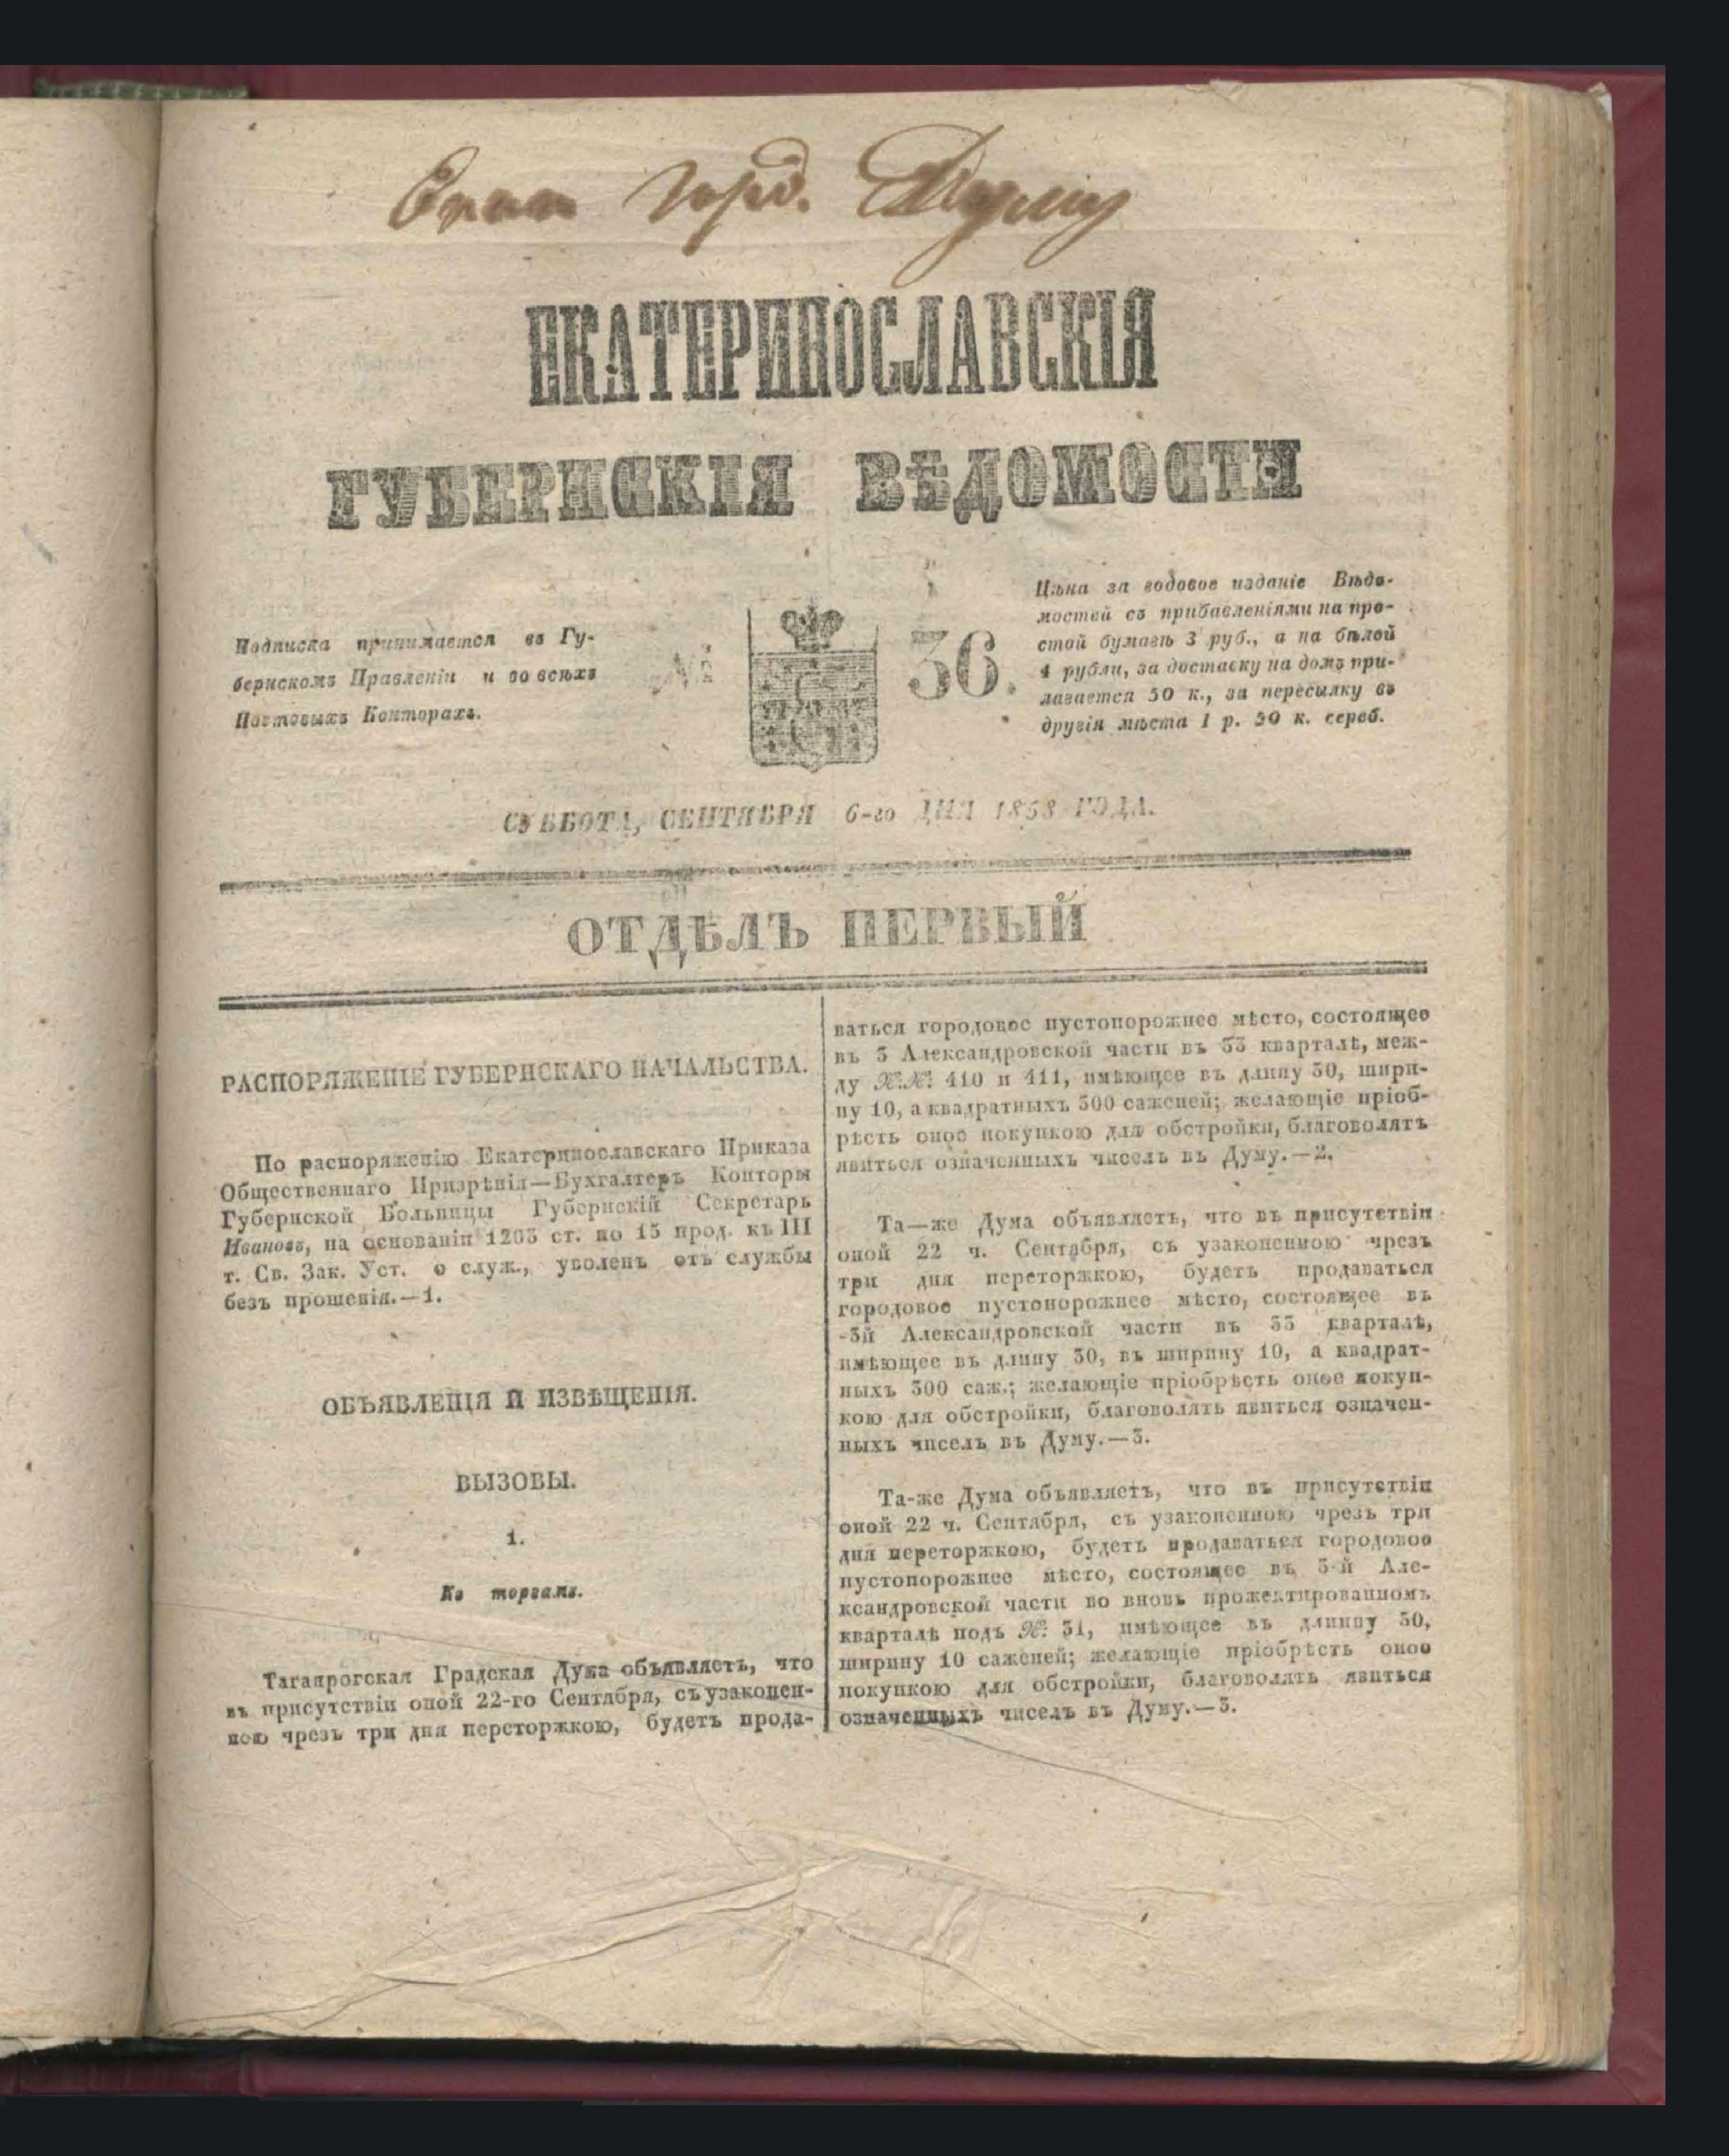 ЕКАТЕРИНОСЛАВСКІЯ
ГУБЕРНСКІЯ ВѢДОМОСТИ
Подписка принимается въ Гу-
бернскомъ Правленіи и во всѣхъ
Почтовыхъ Конторахъ.
№ 36.
Цѣна за годовое изданіе Вѣдо-
мостей съ прибавленіями на про-
стой бумагѣ 3 руб., а на бѣлой
4 рубли, за доставку на домъ при-
лагается 50 к., за пересылку въ
другія мѣста 1 р. 50 к. сереб.
СУББОТА, СЕНТЯБРЯ 6-го ДНЯ 1858 ГОДА.
ОТДѢЛЪ ПЕРВЫЙ
РАСПОРЯЖЕНІЕ ГУБЕРНСКАГО НАЧАЛЬСТВА.
По распоряженію Екатеринославскаго Приказа
Общественнаго Призрѣнія—Бухгалтеръ Конторы
Губернской Больницы Губернскій Секретарь
Ивановъ, на основаніи 1203 ст. по 15 прод. къ III
т. Св. Зак. Уст. о служ., уволенъ отъ службы
безъ прошенія.—1.
ОБЪЯВЛЕНІЯ И ИЗВѢЩЕНІЯ.
ВЫЗОВЫ.
1.
Къ торгамъ.
Таганрогская Градская Дума объявляетъ, что
въ присутствіи оной 22-го Сентября, съ узаконен-
ною чрезъ три дня переторжкою, будетъ прода-
ваться городовое пустопорожнее мѣсто, состоящее
въ 3 Александровской части въ 33 кварталѣ, меж-
ду №.№: 410 и 411, имѣющее въ длину 30, шири-
ну 10, а квадратныхъ 300 саженей; желающіе пріоб-
рѣсть оное покупкою для обстройки, благоволятъ
явиться означенныхъ чиселъ въ Думу.—2.
Та—же Дума объявляетъ, что въ присутствіи
оной 22 ч. Сентября, съ узаконенною чрезъ
три дня переторжкою, будетъ продаваться
городовое пустопорожнее мѣсто, состоящее въ
-3й Александровской части въ 33 кварталѣ,
имѣющее въ длину 30, въ ширину 10, а квадрат-
ныхъ 300 саж.; желающіе пріобрѣсть оное покуп-
кою для обстройки, благоволятъ явиться означен-
ныхъ чиселъ въ Думу.—3.
Та-же Дума объявляетъ, что въ присутствіи
оной 22 ч. Сентября, съ узаконенною чрезъ три
дня переторжкою, будетъ продаваться городовое
пустопорожнее мѣсто, состоящее въ 3-й Але-
ксандровской части во вновь прожектированномъ
кварталѣ подъ №: 31, имѣющее въ длинну 30,
ширину 10 саженей; желающіе пріобрѣсть оное
покупкою для обстройки, благоволятъ явиться
означенныхъ чиселъ въ Думу.—3.